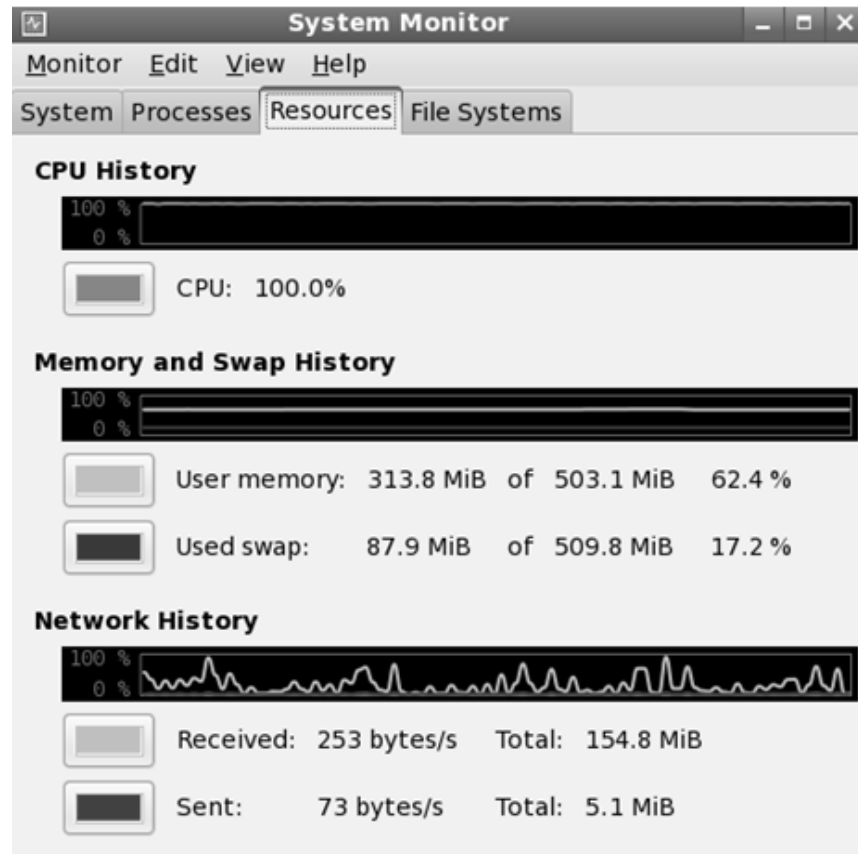 System Monitor
Monitor Edit View Help
System Processes Resources File Systems
CPU History
100 %
0 %
CPU: 100.0%
Memory and Swap History
100 %
0 %
User memory: 313.8 MiB of 503.1 MiB 62.4 %
Used swap: 87.9 MiB of 509.8 MiB 17.2 %
Network History
100 %
0 %
Received: 253 bytes/s Total: 154.8 MiB
Sent: 73 bytes/s Total: 5.1 MiB